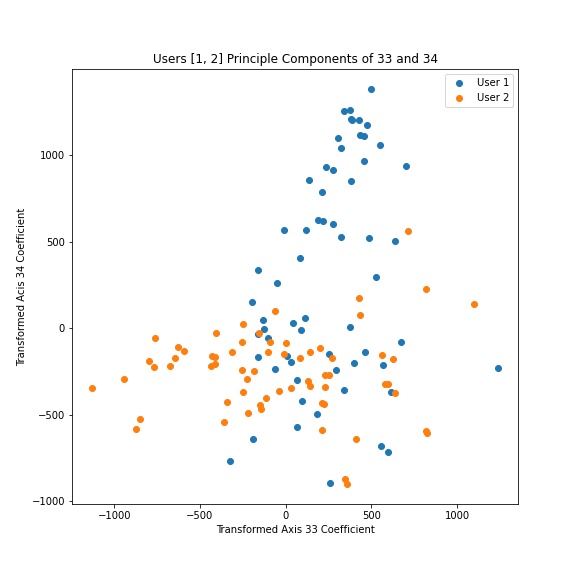 Users [1, 2] Principle Components of 33 and 34
User 1
User 2
Transformed Acis 34 Coefficient
1000
500
0
−500
−1000
−1000 −500 0 500 1000
Transformed Axis 33 Coefficient